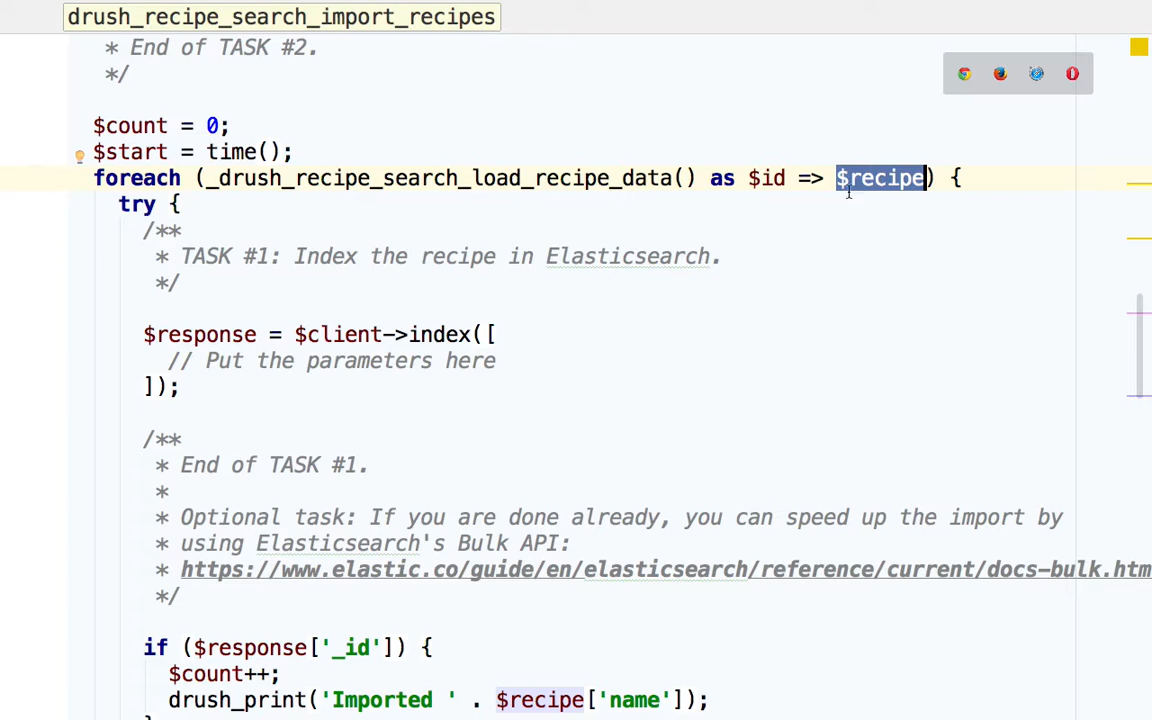 drush_recipe_search_import_recipes
* End of TASK #2.
*/
$count = 0;
$start = time();
foreach (_drush_recipe_search_load_recipe_data() as $id => $recipe) {
try {
/**
* TASK #1: Index the recipe in Elasticsearch.
*/
$response = $client->index([
// Put the parameters here
]);
/**
* End of TASK #1.
*
* Optional task: If you are done already, you can speed up the import by
* using Elasticsearch's Bulk API:
* https://www.elastic.co/guide/en/elasticsearch/reference/current/docs-bulk.htm
*/
if ($response['_id']) {
$count++;
drush_print('Imported ' . $recipe['name']);